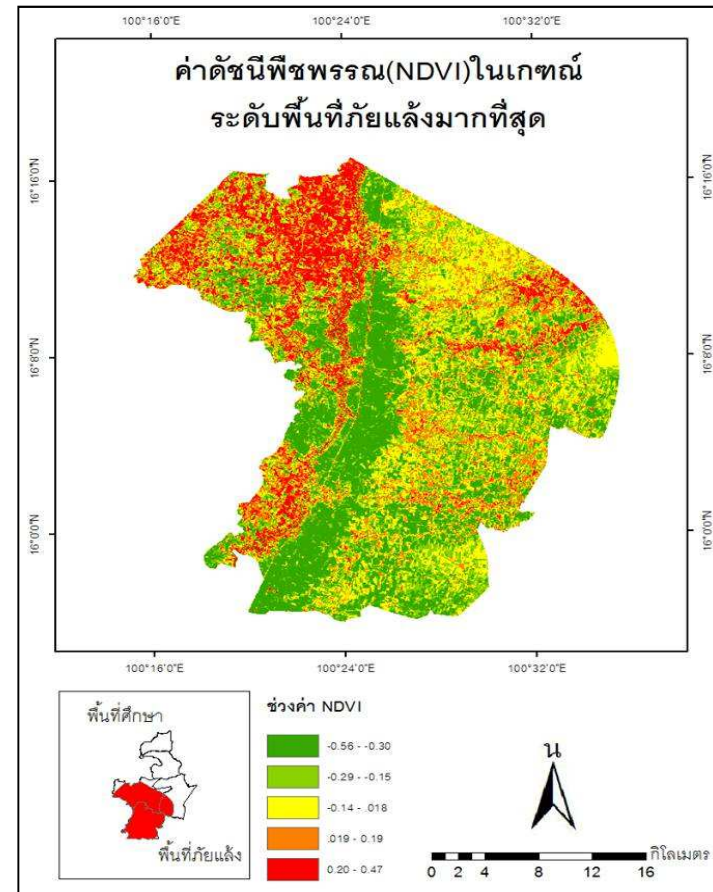 100°16'0"E 100°24'0"E 100°32'0"E
ค่าดัชนีพืชพรรณ(NDVI)ในเกฑณ์
ระดับพื้นที่ภัยแล้งมากที่สุด
16°16'0"N 16°16'0"N
16°8'0"N 16°8'0"N
16°0'0"N 16°0'0"N
100°16'0"E 100°24'0"E 100°32'0"E
พื้นที่ศึกษา
พื้นที่ภัยแล้ง
ช่วงค่า NDVI
-0.56 - -0.30
-0.29 - -0.15
-0.14 - .018
.019 - 0.19
0.20 - 0.47
น
กิโลเมตร
0 2 4 8 12 16